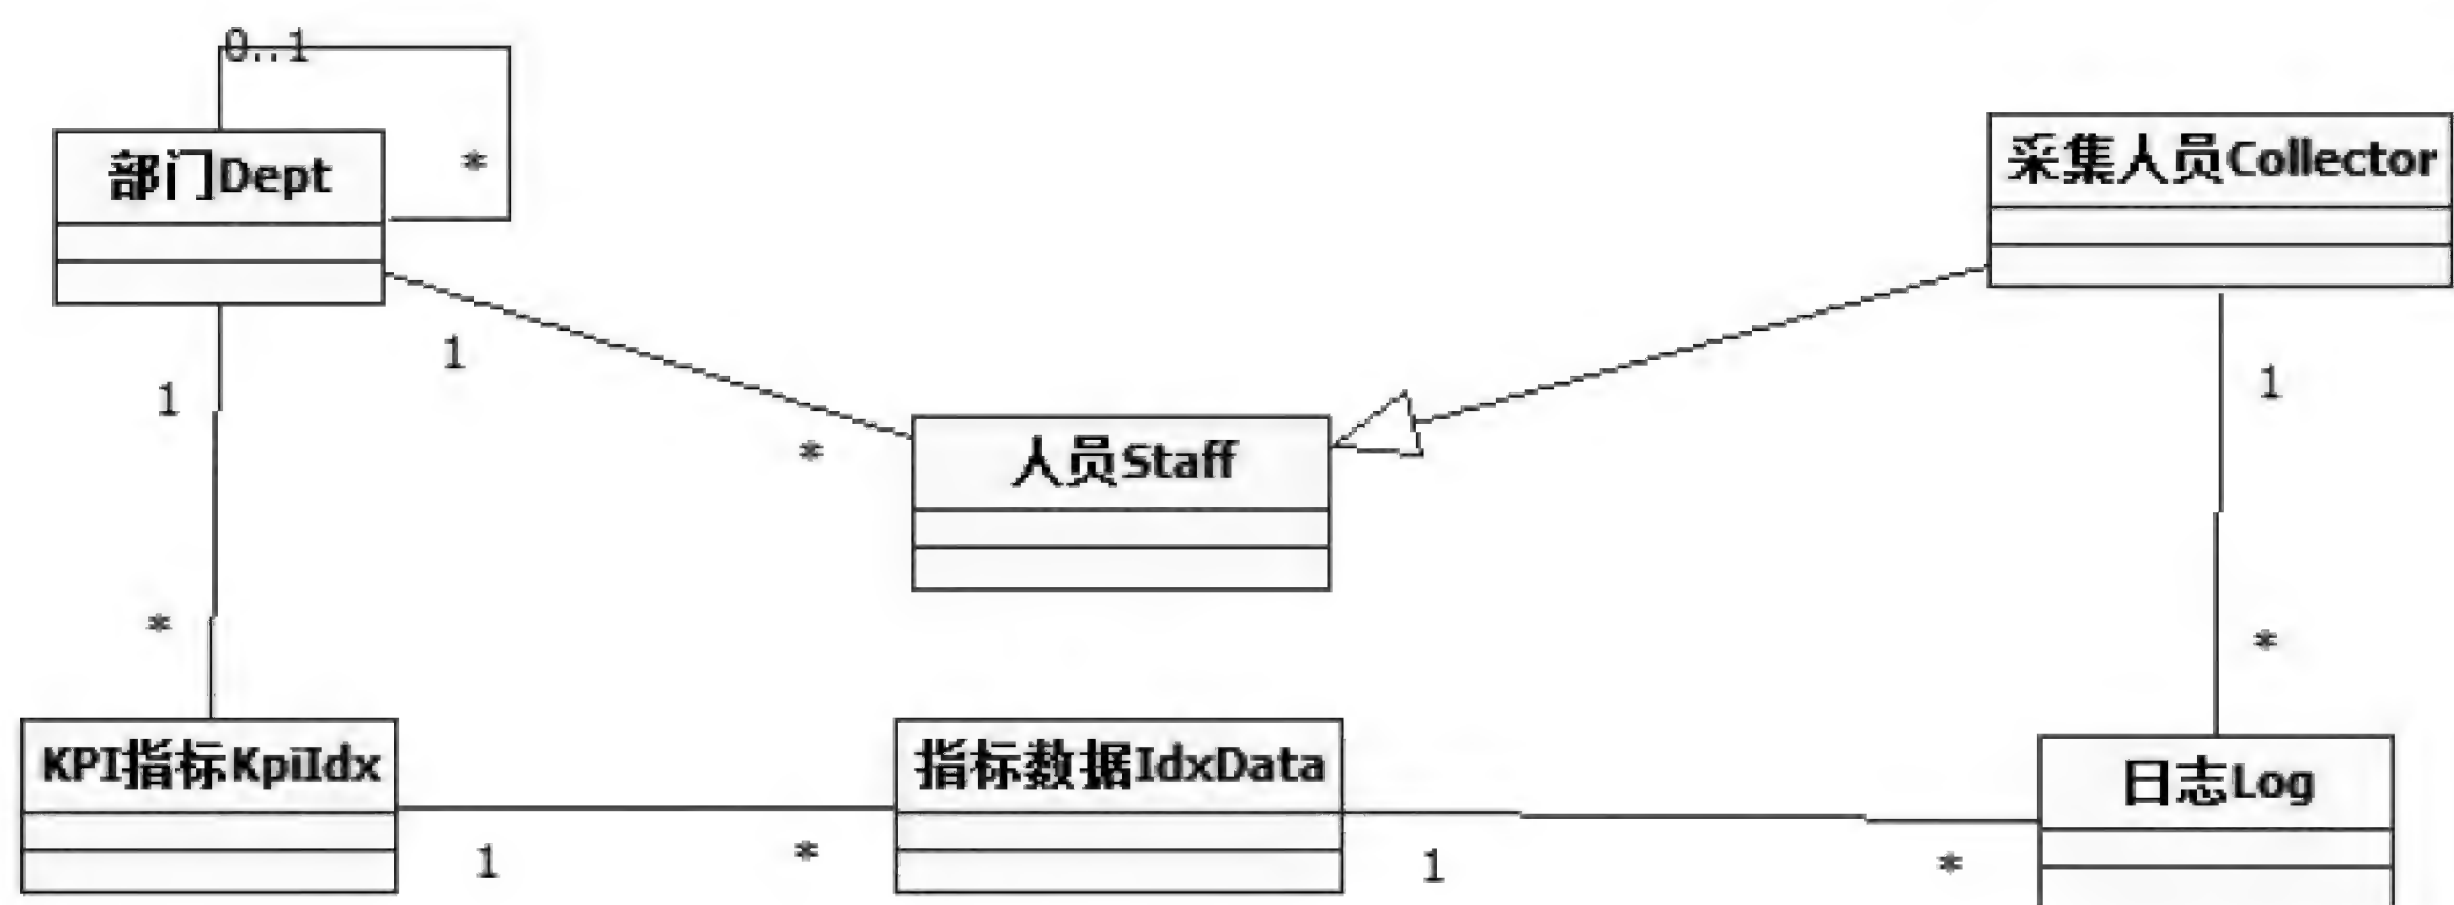 0..1
部门Dept
*
采集人员Collector
1
1
*
人员Staff
1
*
*
KPI指标KpiIdx
指标数据IdxData
日志Log
1
*
1
*